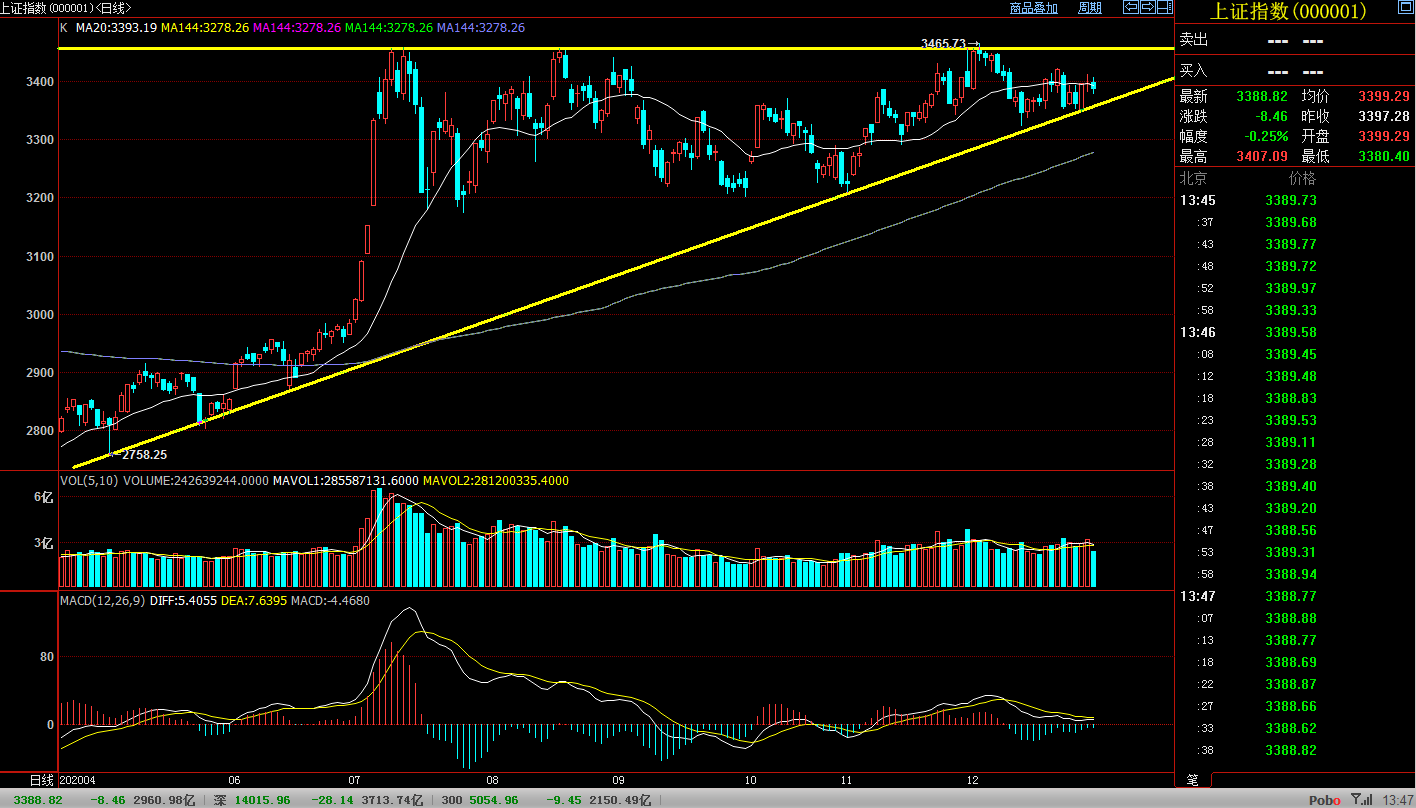 上证指数(000001)<日线>
商品叠加 周期
K MA20:3393.19 MA144:3278.26 MA144:3278.26 MA144:3278.26 MA144:3278.26
3465.73
3400
3300
3200
3100
3000
2900
2800
2758.25
VOL(5,10) VOLUME:242639244.0000 MAVOL1:285587131.6000 MAVOL2:281200335.4000
6亿
3亿
MACD(12,26,9) DIFF:5.4055 DEA:7.6395 MACD:-4.4680
80
0
日线 202004 06 07 08 09 10 11 12
上证指数(000001)
卖出 --- ---
买入 --- ---
最新 3388.82 均价 3399.29
涨跌 -8.46 昨收 3397.28
幅度 -0.25% 开盘 3399.29
最高 3407.09 最低 3380.40
北京 价格
13:45 3389.73
:37 3389.68
:43 3389.77
:48 3389.72
:52 3389.97
:58 3389.33
13:46 3389.58
:08 3389.45
:12 3389.48
:18 3388.83
:23 3389.53
:28 3389.11
:32 3389.28
:38 3389.40
:43 3389.20
:47 3388.56
:53 3389.31
:58 3388.94
13:47 3388.77
:07 3388.88
:13 3388.77
:18 3388.69
:22 3388.87
:27 3388.66
:33 3388.62
:38 3388.82
笔
3388.82 -8.46 2960.98亿 深 14015.96 -28.14 3713.74亿 300 5054.96 -9.45 2150.49亿 Pobo 13:47